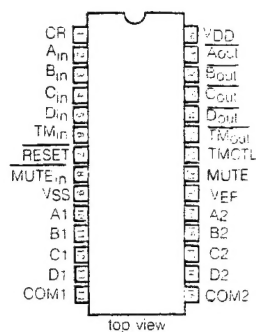 CR VDD
Ain Aout
Bin Bout
Cin Cout
Din Dout
TMin TMout
RESET TMCTL
MUTEin MUTE
VSS VEF
A1 A2
B1 B2
C1 C2
D1 D2
COM1 COM2
top view